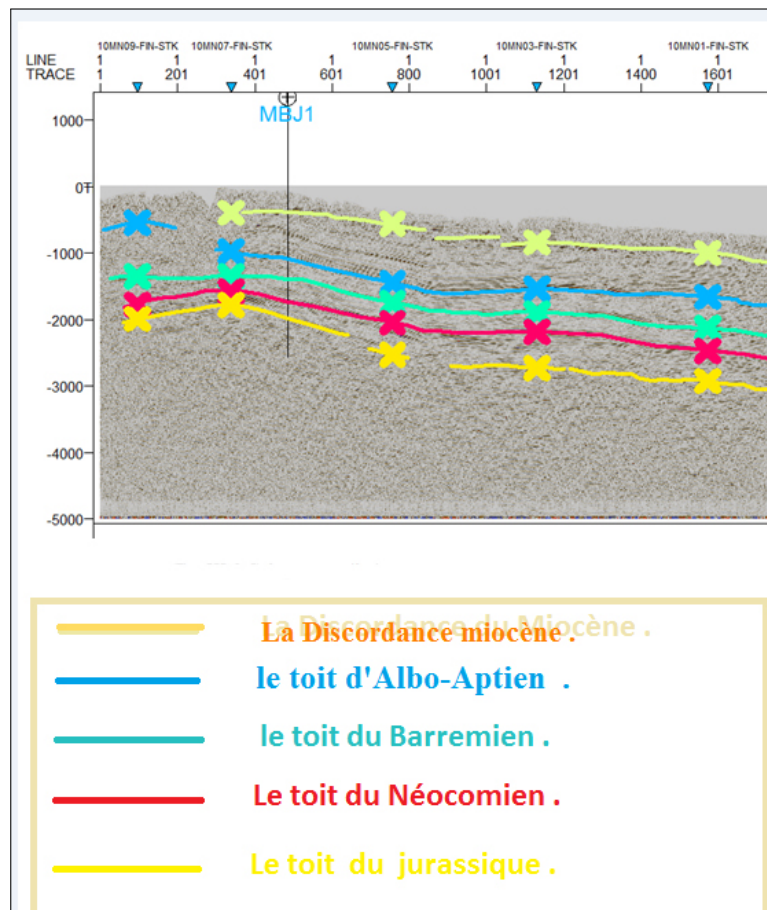 10MN09-FIN-STK 10MN07-FIN-STK 10MN05-FIN-STK 10MN03-FIN-STK 10MN01-FIN-STK
LINE 1 1 1 1 1 1 1 1 1
TRACE 1 201 401 601 800 1001 1201 1400 1601
MBJ1
1000
0
-1000
-2000
-3000
-4000
-5000
La Discordance du Miocène .
La Discordance miocène .
le toit d'Albo-Aptien .
le toit du Barremien .
Le toit du Néocomien .
Le toit du jurassique .